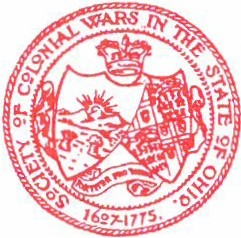 SOCIETY OF COLONIAL WARS IN THE STATE OF OHIO.
1607-1775.